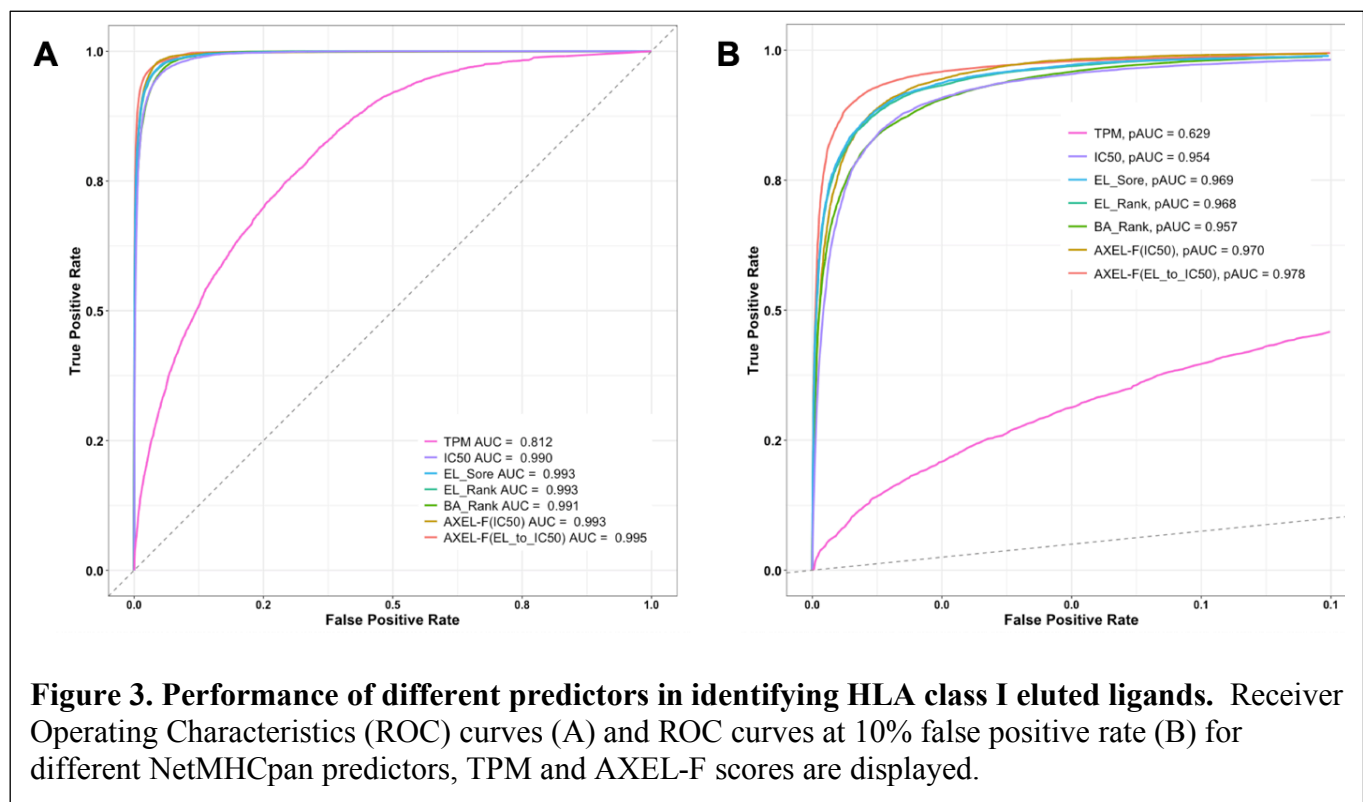 A
1.0
0.8
0.5
0.2
0.0
True Positive Rate
0.0
0.2
0.5
0.8
1.0
False Positive Rate
TPM AUC = 0.812
IC50 AUC = 0.990
EL_Sore AUC = 0.993
EL_Rank AUC = 0.993
BA_Rank AUC = 0.991
AXEL-F(IC50) AUC = 0.993
AXEL-F(EL_to_IC50) AUC = 0.995
B
1.0
0.8
0.5
0.2
0.0
True Positive Rate
0.0
0.0
0.0
0.1
0.1
False Positive Rate
TPM, pAUC = 0.629
IC50, pAUC = 0.954
EL_Sore, pAUC = 0.969
EL_Rank, pAUC = 0.968
BA_Rank, pAUC = 0.957
AXEL-F(IC50), pAUC = 0.970
AXEL-F(EL_to_IC50), pAUC = 0.978
Figure 3. Performance of different predictors in identifying HLA class I eluted ligands. Receiver
Operating Characteristics (ROC) curves (A) and ROC curves at 10% false positive rate (B) for
different NetMHCpan predictors, TPM and AXEL-F scores are displayed.